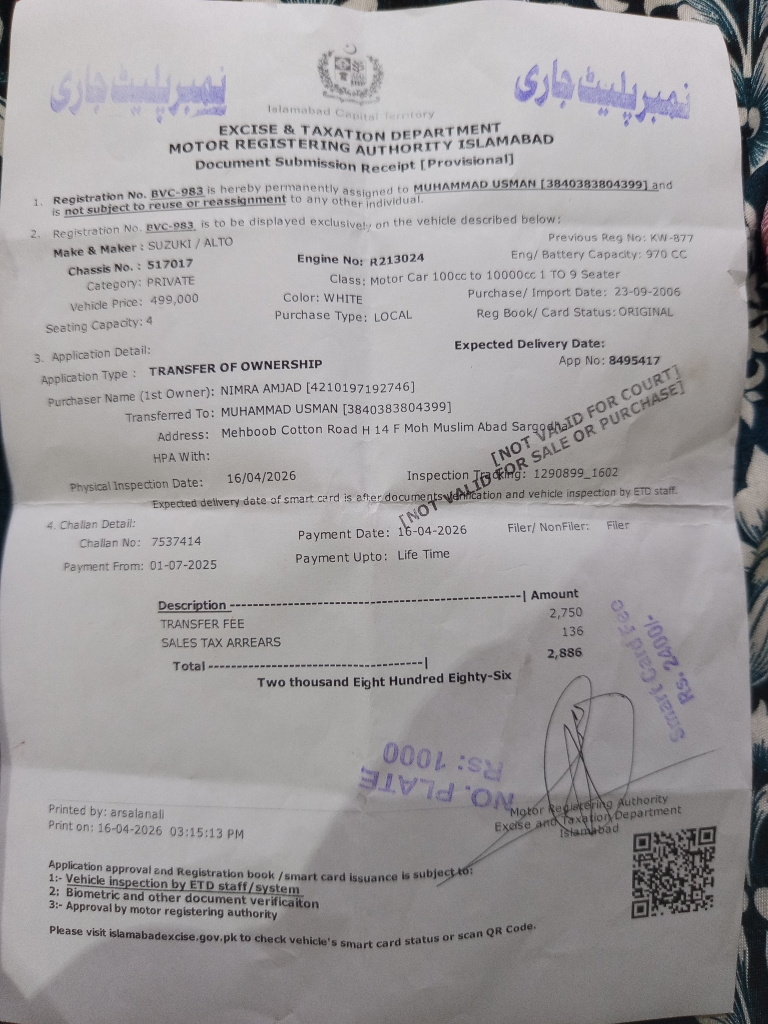 نمبر پلیٹ جاری
نمبر پلیٹ جاری
Islamabad Capital Territory
EXCISE & TAXATION DEPARTMENT
MOTOR REGISTERING AUTHORITY ISLAMABAD
Document Submission Receipt [Provisional]
1. Registration No. BVC-983 is hereby permanently assigned to MUHAMMAD USMAN [3840383804399] and
is not subject to reuse or reassignment to any other individual.
2. Registration No. BVC-983, is to be displayed exclusively on the vehicle described below:
Make & Maker : SUZUKI / ALTO Previous Reg No: KW-877
Chassis No. : 517017 Engine No: R213024 Eng/ Battery Capacity: 970 CC
Category: PRIVATE Class: Motor Car 100cc to 10000cc 1 TO 9 Seater
Vehicle Price: 499,000 Color: WHITE Purchase/ Import Date: 23-09-2006
Seating Capacity: 4 Purchase Type: LOCAL Reg Book/ Card Status: ORIGINAL
3. Application Detail: Expected Delivery Date:
Application Type : TRANSFER OF OWNERSHIP App No: 8495417
Purchaser Name (1st Owner): NIMRA AMJAD [4210197192746]
Transferred To: MUHAMMAD USMAN [3840383804399]
Address: Mehboob Cotton Road H 14 F Moh Muslim Abad Sargodha
HPA With:
[NOT VALID FOR COURT]
[NOT VALID FOR SALE OR PURCHASE]
Physical Inspection Date: 16/04/2026 Inspection Tracking: 1290899_1602
Expected delivery date of smart card is after documents verification and vehicle inspection by ETD staff.
4. Challan Detail:
Challan No: 7537414 Payment Date: 16-04-2026 Filer/ NonFiler: Filer
Payment From: 01-07-2025 Payment Upto: Life Time
Description ---------------------------------------------------| Amount
TRANSFER FEE 2,750
SALES TAX ARREARS 136
Total --------------------------------------| 2,886
Two thousand Eight Hundred Eighty-Six
Smart Card Fee
Rs. 2400/-
NO. PLATE
Rs: 1000
Printed by: arsalanali
Print on: 16-04-2026 03:15:13 PM
Motor Registering Authority
Excise and Taxation Department
Islamabad
Application approval and Registration book /smart card issuance is subject to:
1:- Vehicle inspection by ETD staff/system
2: Biometric and other document verificaiton
3:- Approval by motor registering authority
Please visit islamabadexcise.gov.pk to check vehicle's smart card status or scan QR Code.